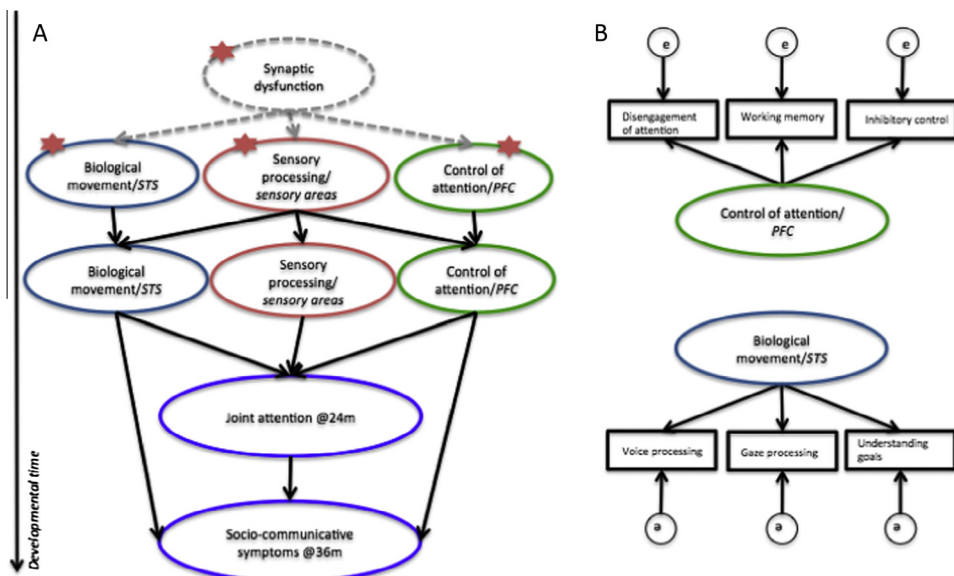 A
Synaptic
dysfunction
Biological
movement/STS
Sensory
processing/
sensory areas
Control of
attention/PFC
Biological
movement/STS
Sensory
processing/
sensory areas
Control of
attention/PFC
Joint attention @24m
Socio-communicative
symptoms @36m
Developmental time
B
e
e
e
Disengagement
of attention
Working memory
Inhibitory control
Control of attention/
PFC
Biological
movement/STS
Voice processing
Gaze processing
Understanding
goals
e
e
e